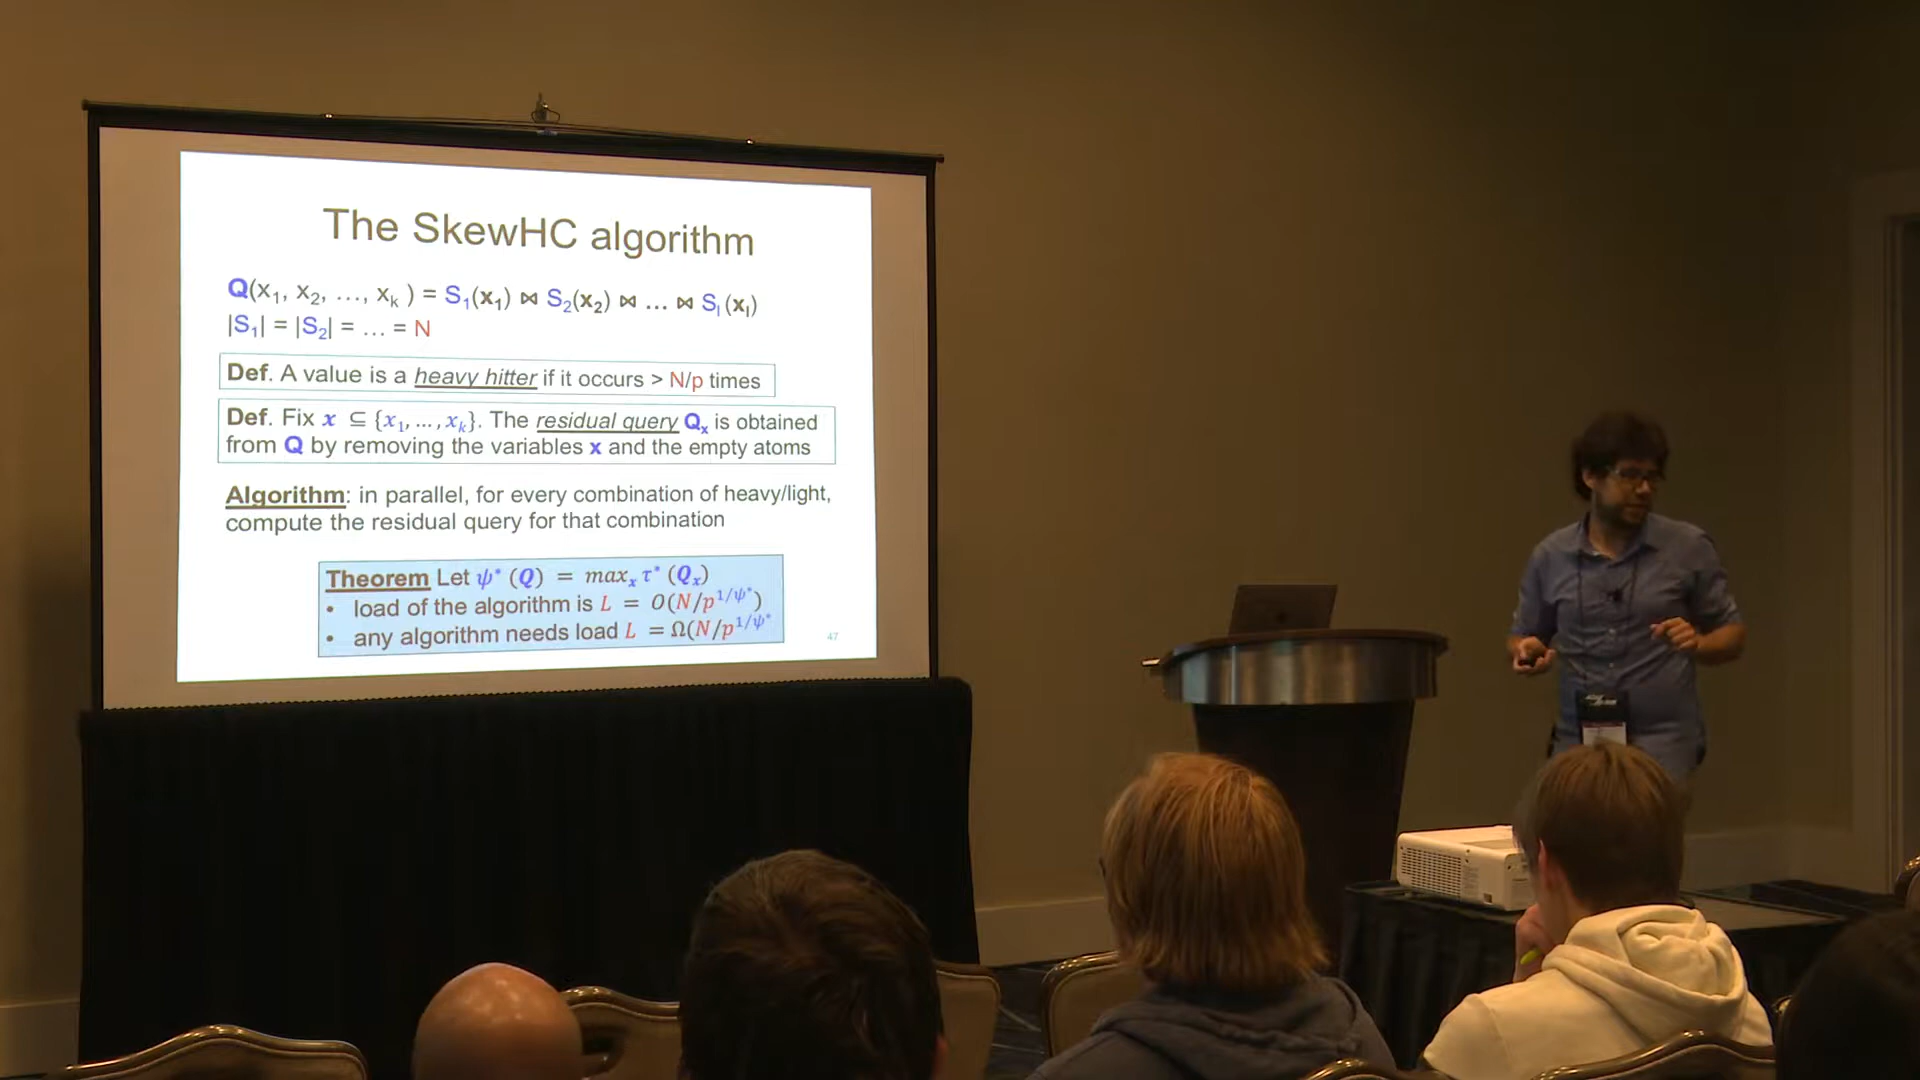 The SkewHC algorithm
Q(x₁, x₂, …, xₖ ) = S₁(x₁) ⋈ S₂(x₂) ⋈ … ⋈ Sₗ (xₗ)
|S₁| = |S₂| = … = N
Def. A value is a heavy hitter if it occurs > N/p times
Def. Fix x ⊆ {x₁, … , xₖ}. The residual query Qₓ is obtained
from Q by removing the variables x and the empty atoms
Algorithm: in parallel, for every combination of heavy/light,
compute the residual query for that combination
Theorem Let ψ* (Q) = maxₓ τ* (Qₓ)
• load of the algorithm is L = O(N/p^{1/ψ*})
• any algorithm needs load L = Ω(N/p^{1/ψ*}
47